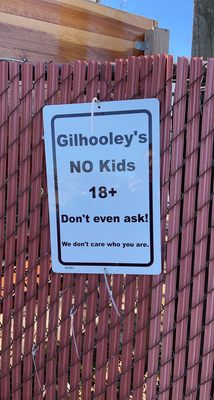 Gilhooley's
NO Kids
18+
Don't even ask!
We don't care who you are.